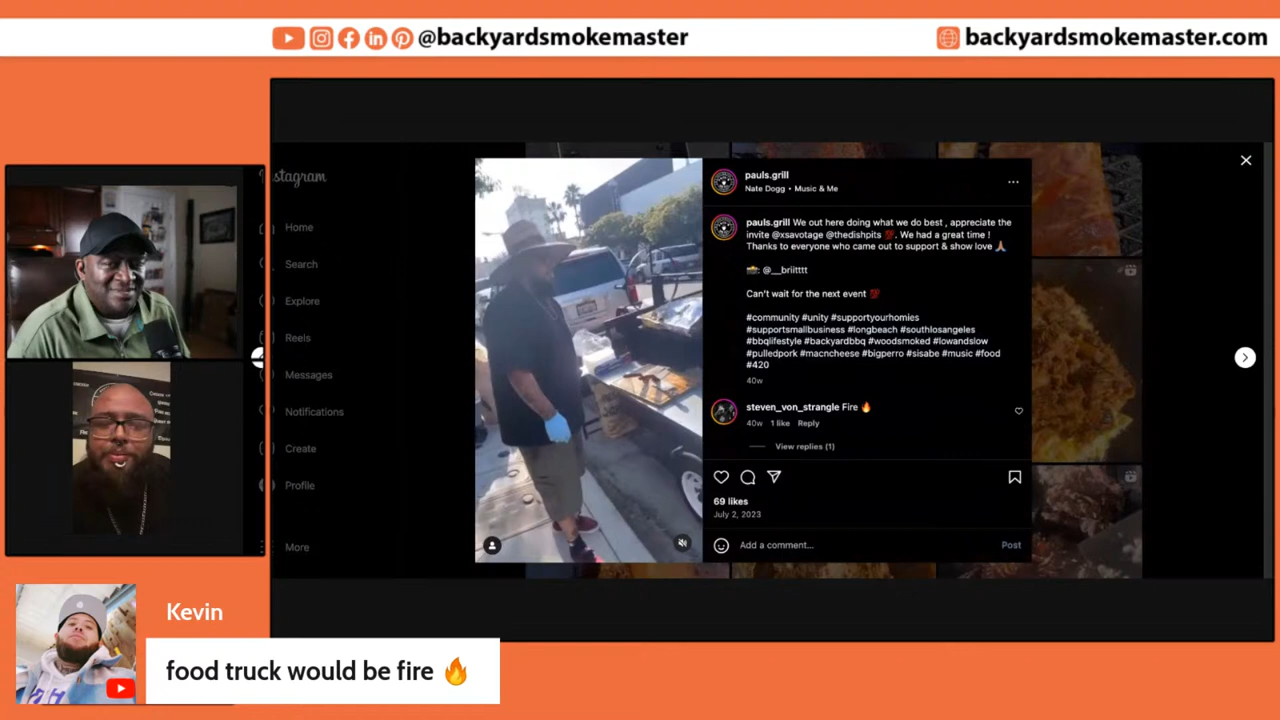 @backyardsmokemaster
backyardsmokemaster.com
stagram
Home
Search
Explore
Reels
Messages
Notifications
Create
Profile
More
pauls.grill
Nate Dogg • Music & Me
pauls.grill We out here doing what we do best , appreciate the
invite @xsavotage @thedishpits 💯. We had a great time !
Thanks to everyone who came out to support & show love 🙏🏽
📸: @__briitttt
Can't wait for the next event 💯
#community #unity #supportyourhomies
#supportsmallbusiness #longbeach #southlosangeles
#bbqlifestyle #backyardbbq #woodsmoked #lowandslow
#pulledpork #macncheese #bigperro #sisabe #music #food
#420
40w
steven_von_strangle Fire 🔥
40w 1 like Reply
View replies (1)
69 likes
July 2, 2023
Add a comment...
Post
Kevin
food truck would be fire 🔥